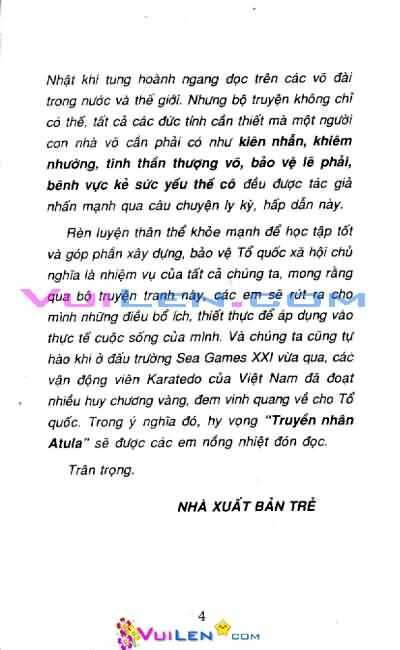 Nhật khi tung hoành ngang dọc trên các võ đài
trong nước và thế giới. Nhưng bộ truyện không chỉ
có thế, tất cả các đức tính cần thiết mà một người
con nhà võ cần phải có như kiên nhẫn, khiêm
nhường, tinh thần thượng võ, bảo vệ lẽ phải,
bênh vực kẻ sức yếu thế cô đều được tác giả
nhấn mạnh qua câu chuyện ly kỳ, hấp dẫn này.
Rèn luyện thân thể khỏe mạnh để học tập tốt
và góp phần xây dựng, bảo vệ Tổ quốc xã hội chủ
nghĩa là nhiệm vụ của tất cả chúng ta, mong rằng
qua bộ truyện tranh này, các em sẽ rút ra cho
VuiLen.com
mình những điều bổ ích, thiết thực để áp dụng vào
thực tế cuộc sống của mình. Và chúng ta cũng tự
hào khi ở đấu trường Sea Games XXI vừa qua, các
vận động viên Karatedo của Việt Nam đã đoạt
nhiều huy chương vàng, đem vinh quang về cho Tổ
quốc. Trong ý nghĩa đó, hy vọng "Truyền nhân
Atula" sẽ được các em nồng nhiệt đón đọc.
Trân trọng.
NHÀ XUẤT BẢN TRẺ
4
VuiLen.com